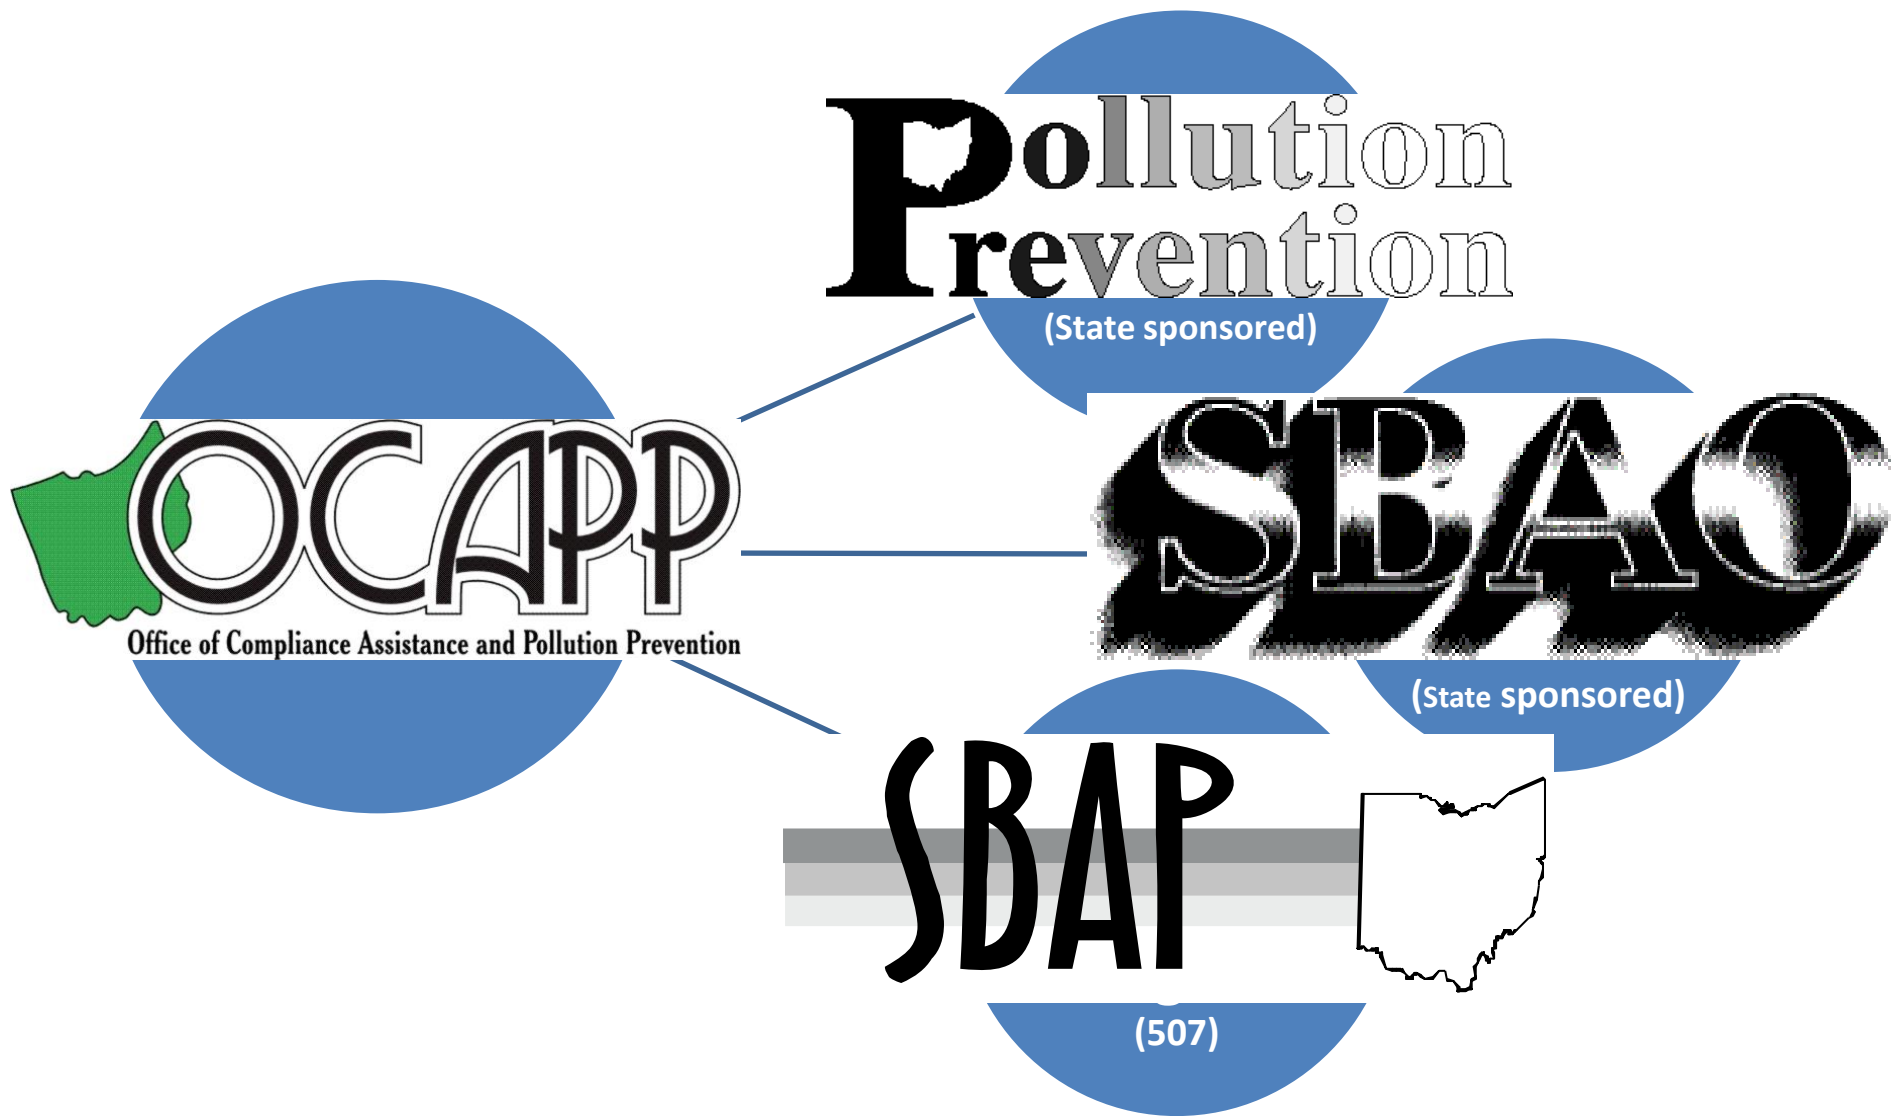 Pollution
Prevention
(State sponsored)
OCAPP
Office of Compliance Assistance and Pollution Prevention
SBAO
(State sponsored)
SBAP
(507)